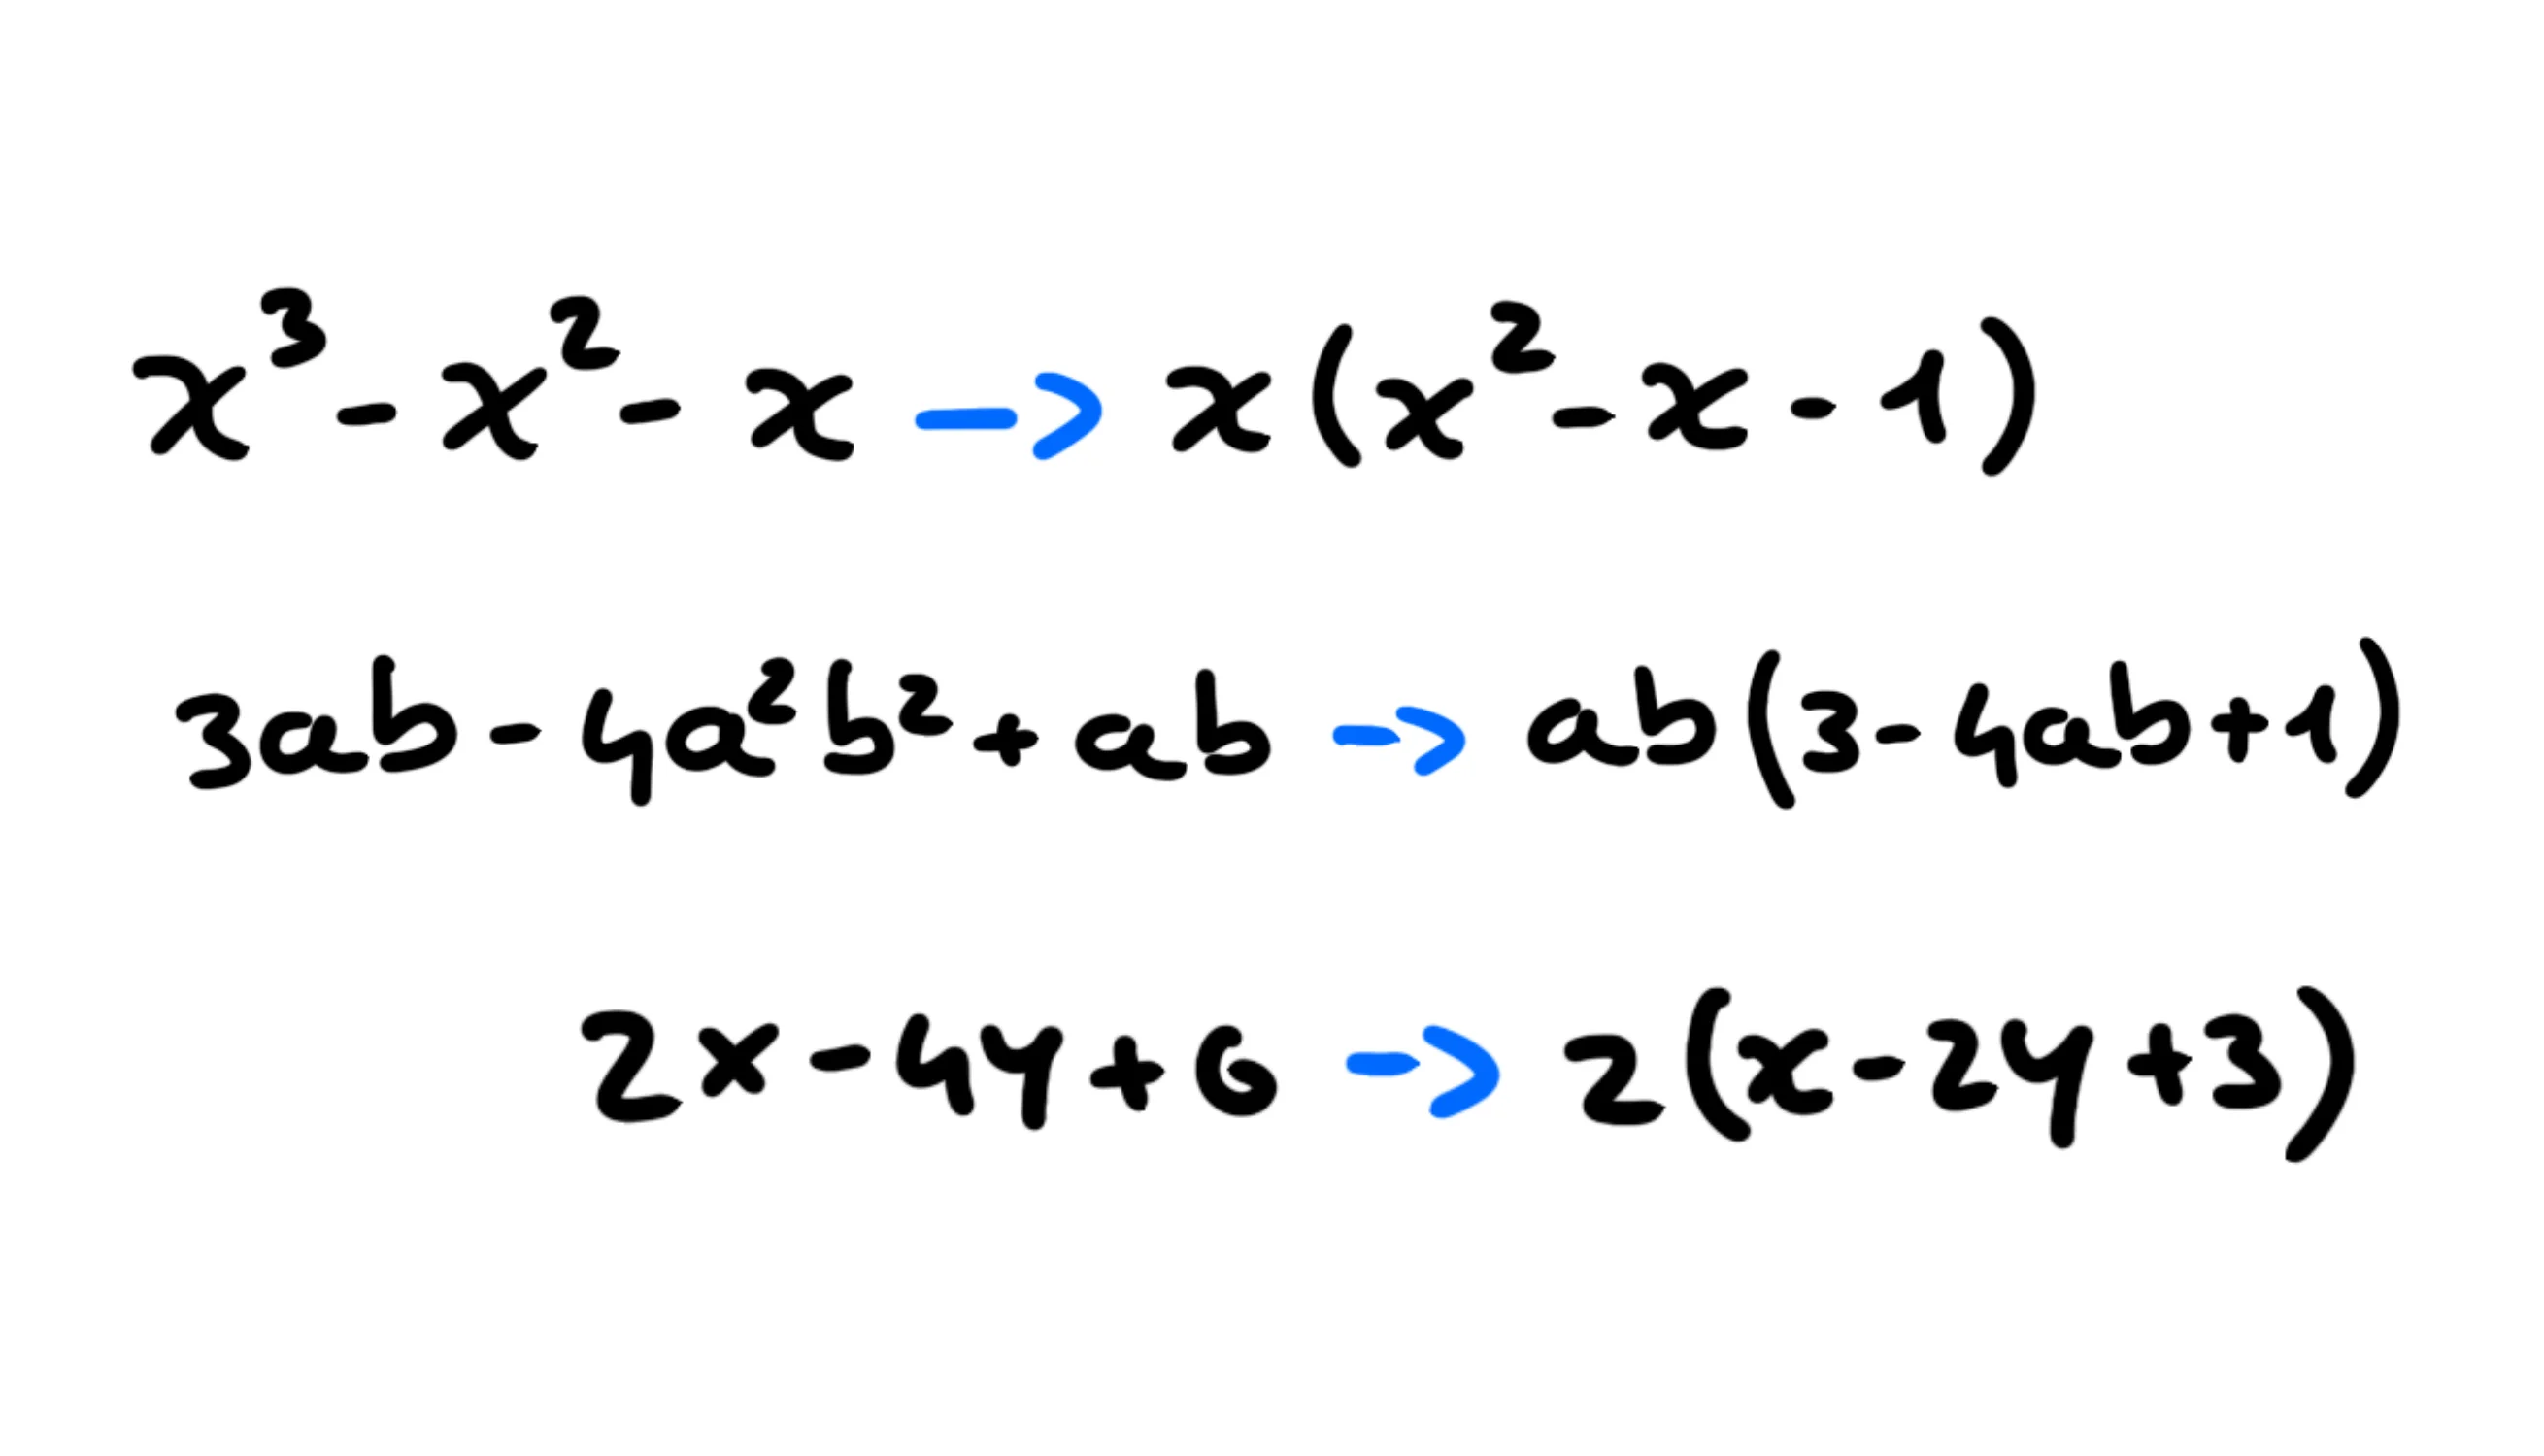 x³ - x² - x -> x(x² - x - 1)
3ab - 4a²b² + ab -> ab(3 - 4ab + 1)
2x - 4y + 6 -> 2(x - 2y + 3)